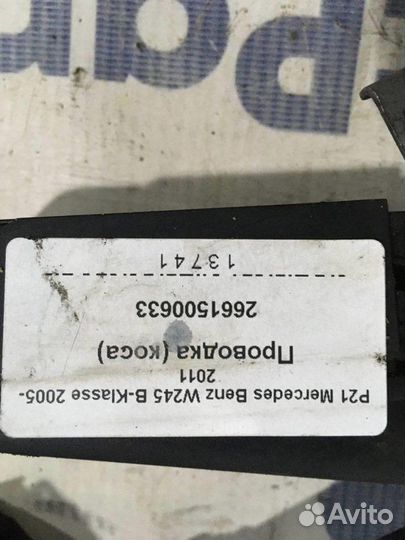 P21 Mercedes Benz W245 B-Klasse 2005-
2011
Проводка (коса)
2661500633
13741
Avito